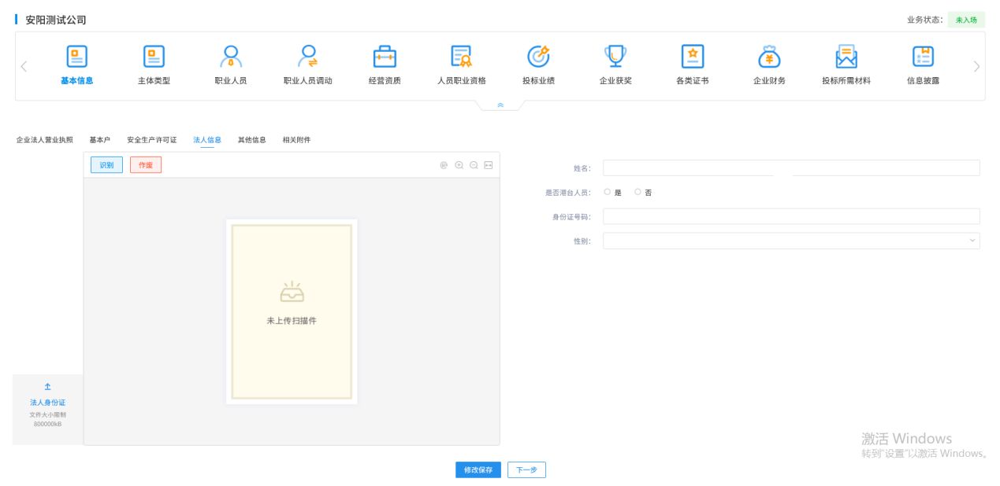 安阳测试公司
业务状态： 未入场
基本信息 主体类型 职业人员 职业人员调动 经营资质 人员职业资格 投标业绩 企业获奖 各类证书 企业财务 投标所需材料 信息披露
企业法人营业执照 基本户 安全生产许可证 法人信息 其他信息 相关附件
识别 作废
姓名：
是否港台人员： 是 否
身份证号码：
性别：
未上传扫描件
法人身份证
文件大小限制
800000kB
激活 Windows
转到"设置"以激活 Windows。
修改保存 下一步